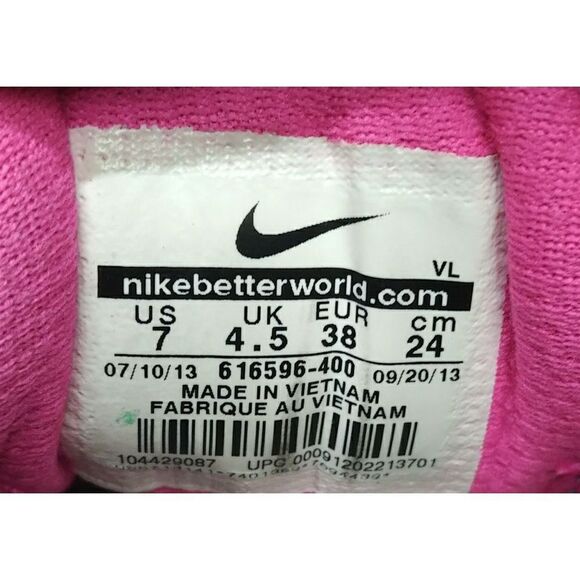 VL
nikebetterworld.com
US UK EUR cm
7 4.5 38 24
07/10/13 616596-400 09/20/13
MADE IN VIETNAM
FABRIQUE AU VIETNAM
104429087 UPC 00091202213701